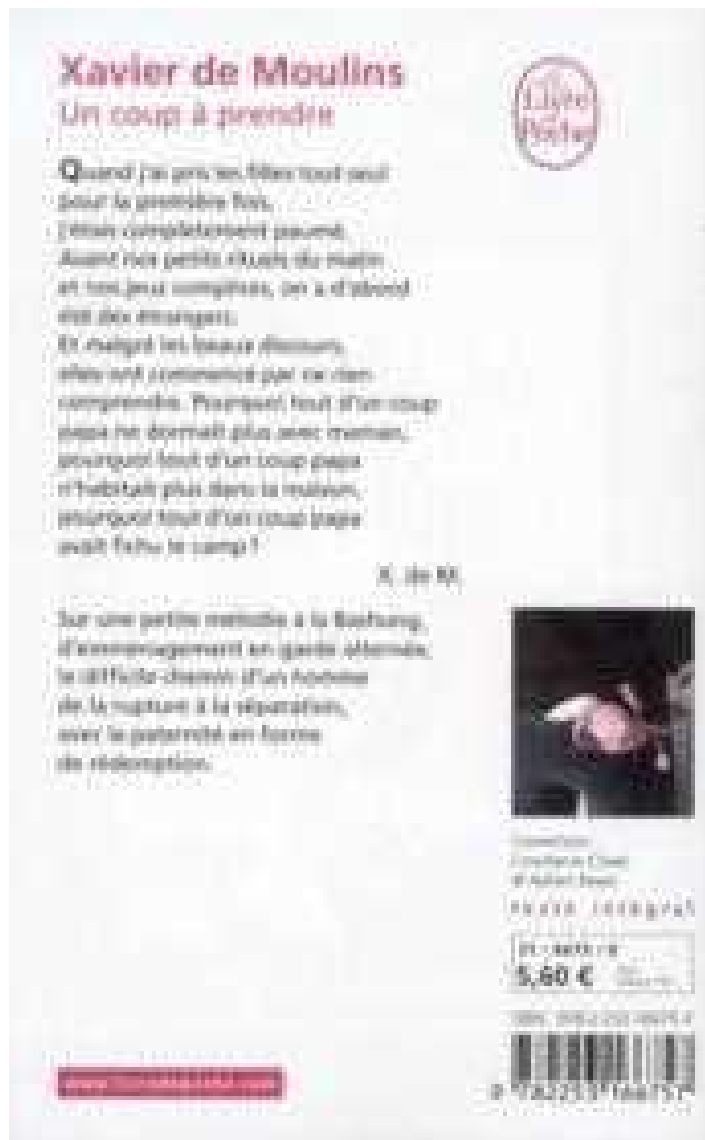 Xavier de Moulins
Un coup à prendre
Le
Livre
de
Poche
Quand j'ai pris les filles tout seul
pour la première fois,
j'étais complètement paumé.
Avant nos petits rituels du matin
et nos jeux complices, on a d'abord
été des étrangers.
Et malgré les beaux discours,
elles ont commencé par ne rien
comprendre. Pourquoi tout d'un coup
papa ne dormait plus avec maman,
pourquoi tout d'un coup papa
n'habitait plus dans la maison,
pourquoi tout d'un coup papa
avait fichu le camp ?
X. de M.
Sur une petite mélodie à la Bashung,
d'emménagement en garde alternée,
le difficile chemin d'un homme
de la rupture à la séparation,
avec la paternité en forme
de rédemption.
texte intégral
5,60 €